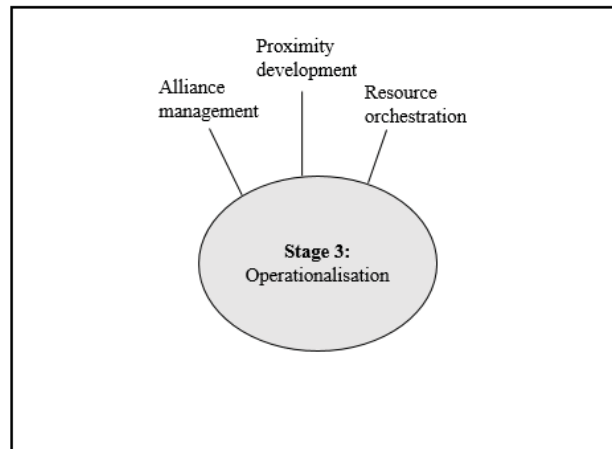 Proximity
development
Alliance
management
Resource
orchestration
Stage 3:
Operationalisation